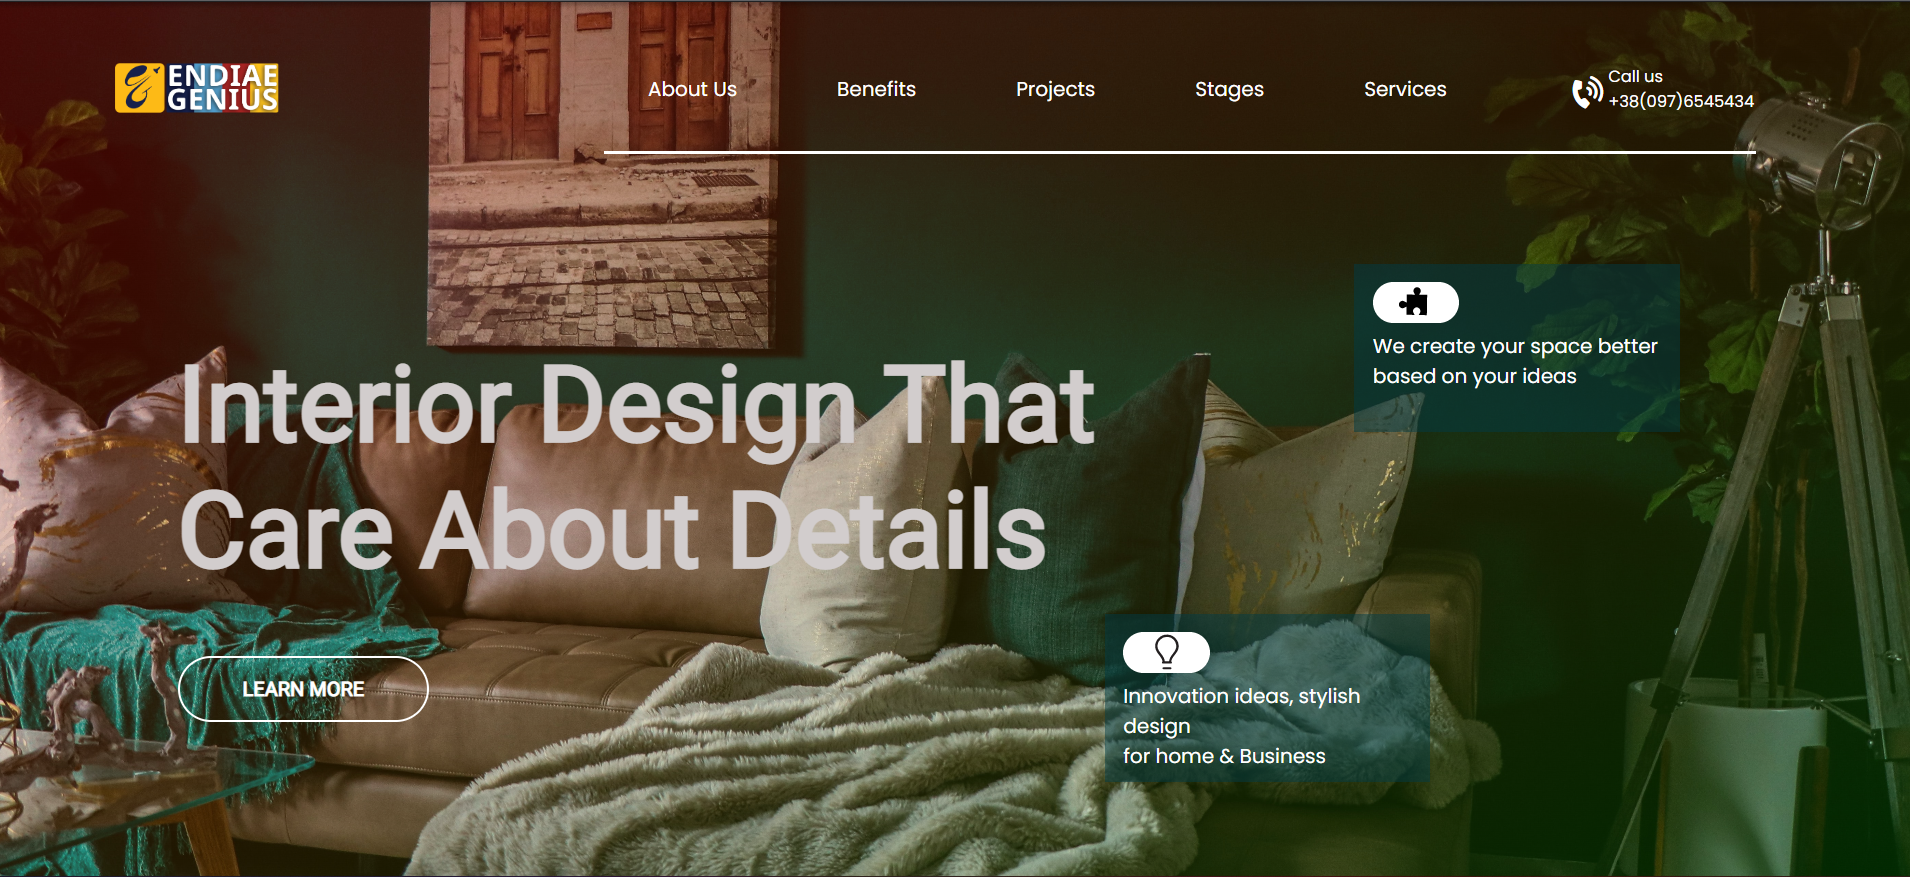 ENDIAE
GENIUS
About Us
Benefits
Projects
Stages
Services
Call us
+38(097)6545434
We create your space better
based on your ideas
Interior Design That
Care About Details
LEARN MORE
Innovation ideas, stylish
design
for home & Business